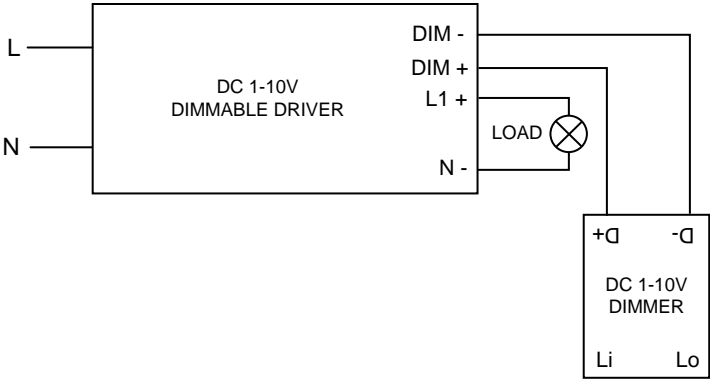 L
N
DC 1-10V
DIMMABLE DRIVER
DIM -
DIM +
L1 +
N -
LOAD
D+
D-
DC 1-10V
DIMMER
Li
Lo